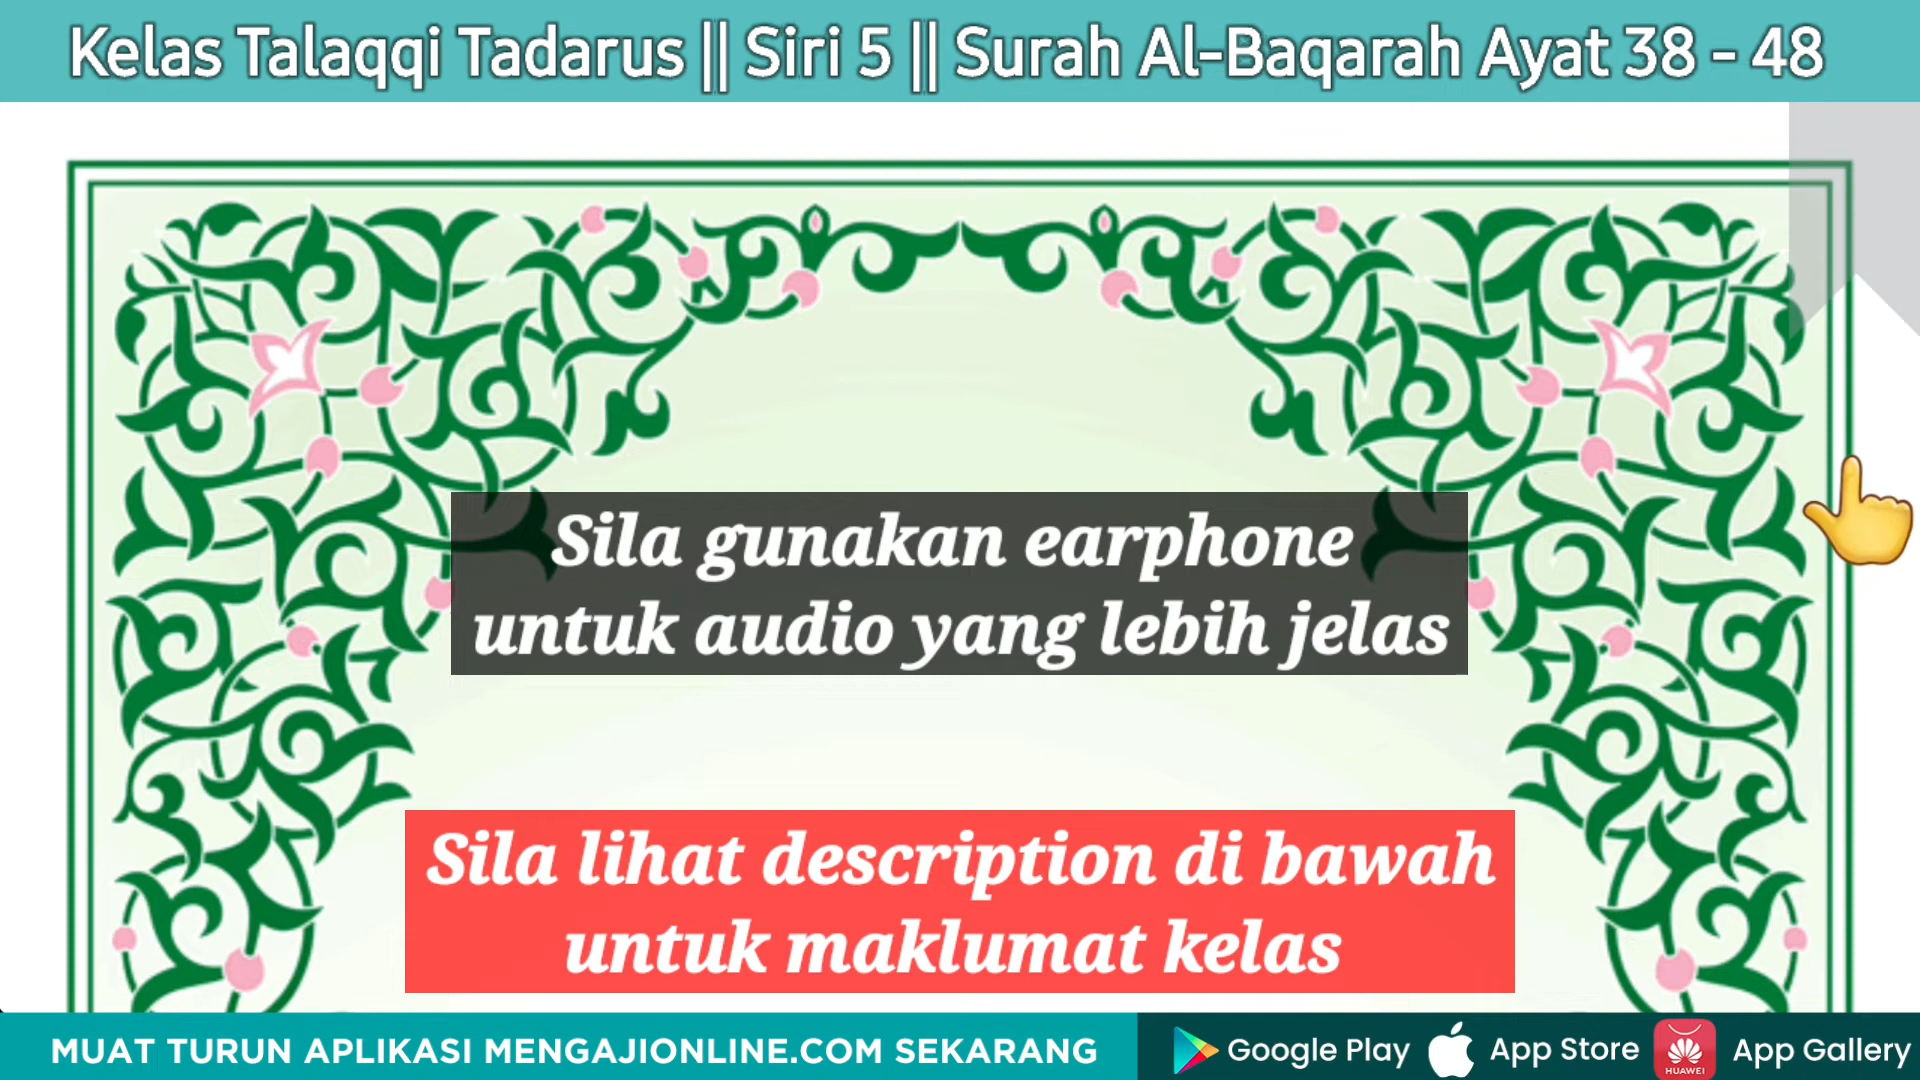 Kelas Talaqqi Tadarus || Siri 5 || Surah Al-Baqarah Ayat 38 - 48
Sila gunakan earphone
untuk audio yang lebih jelas
Sila lihat description di bawah
untuk maklumat kelas
MUAT TURUN APLIKASI MENGAJIONLINE.COM SEKARANG
Google Play
App Store
HUAWEI
App Gallery